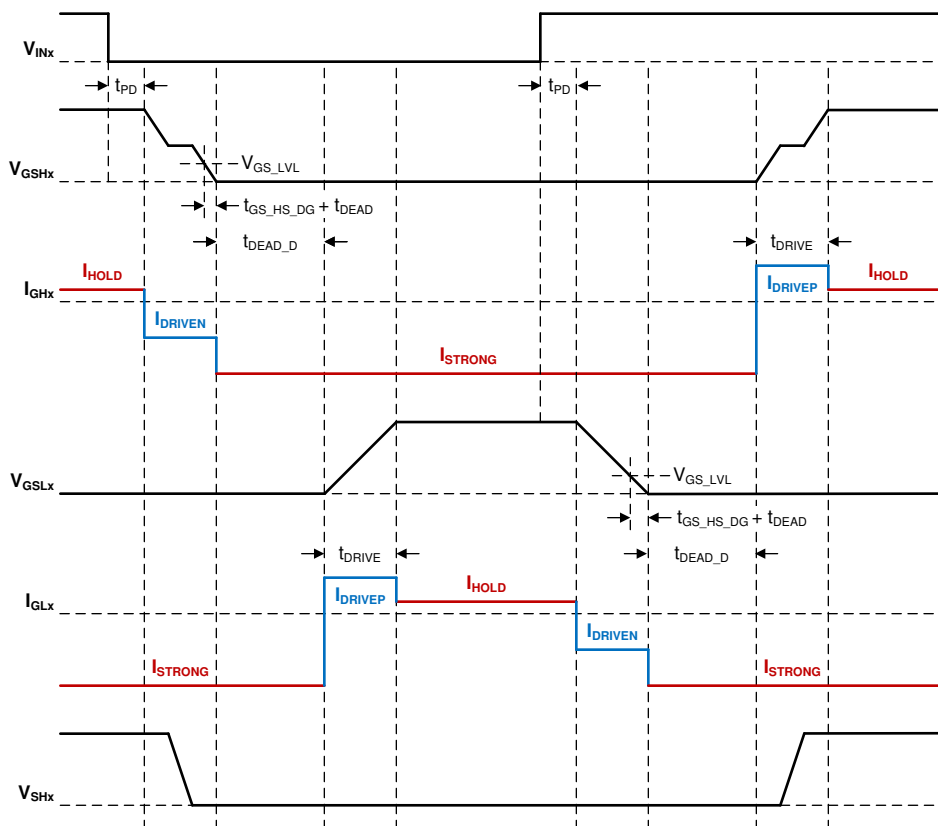 V_INx
t_PD t_PD
V_GSHx
V_GS_LVL
t_GS_HS_DG + t_DEAD
t_DEAD_D t_DRIVE
I_HOLD I_DRIVEP I_HOLD
I_GHx
I_DRIVEN
I_STRONG
V_GSLx
V_GS_LVL
t_GS_HS_DG + t_DEAD
t_DRIVE t_DEAD_D
I_GLx
I_DRIVEP I_HOLD
I_DRIVEN
I_STRONG I_STRONG
V_SHx